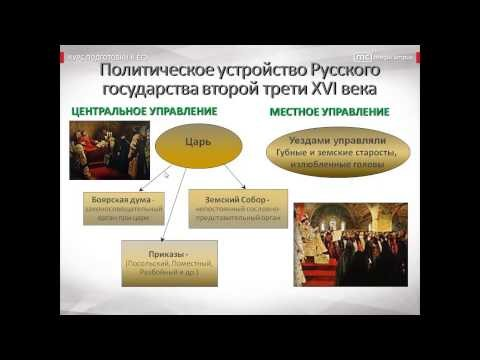 КУРС ПОДГОТОВКИ К ЕГЭ
Политическое устройство Русского
государства второй трети XVI века
ЦЕНТРАЛЬНОЕ УПРАВЛЕНИЕ
МЕСТНОЕ УПРАВЛЕНИЕ
Царь
Уездами управляли
Губные и земские старосты,
излюбленные головы
Боярская дума -
законосовещательный
орган при царе
Земский Собор -
непостоянный сословно-
представительный орган
Приказы -
(Посольский, Поместный,
Разбойный и др.)